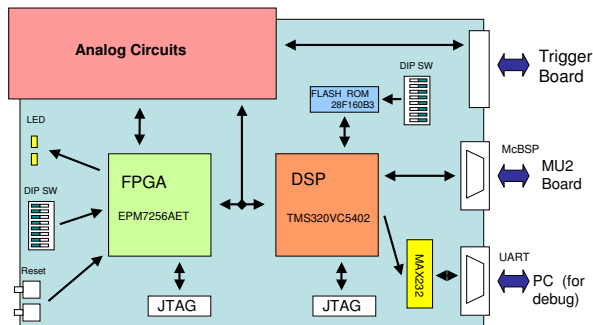 Analog Circuits
DIP SW
FLASH ROM
28F160B3
Trigger
Board
LED
FPGA
EPM7256AET
DSP
TMS320VC5402
McBSP
MU2
Board
DIP SW
Reset
MAX232
UART
PC (for
debug)
JTAG
JTAG